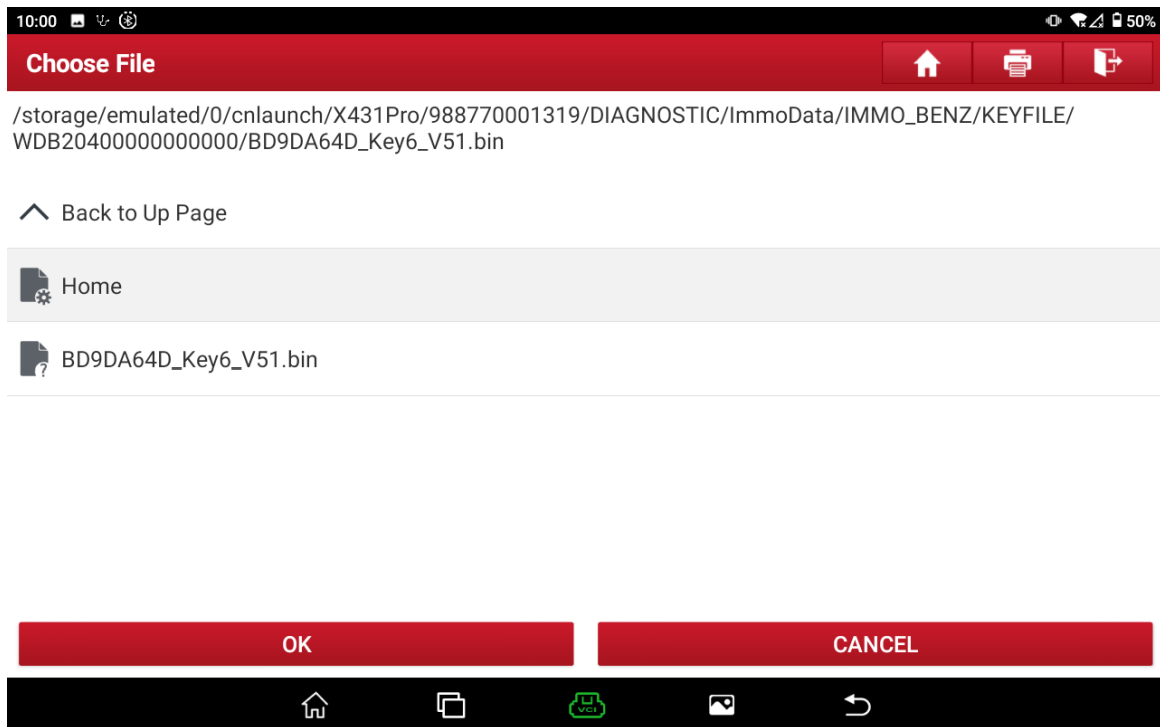 10:00
50%
Choose File
/storage/emulated/0/cnlaunch/X431Pro/988770001319/DIAGNOSTIC/ImmoData/IMMO_BENZ/KEYFILE/
WDB20400000000000/BD9DA64D_Key6_V51.bin
Back to Up Page
Home
BD9DA64D_Key6_V51.bin
OK
CANCEL
VCI